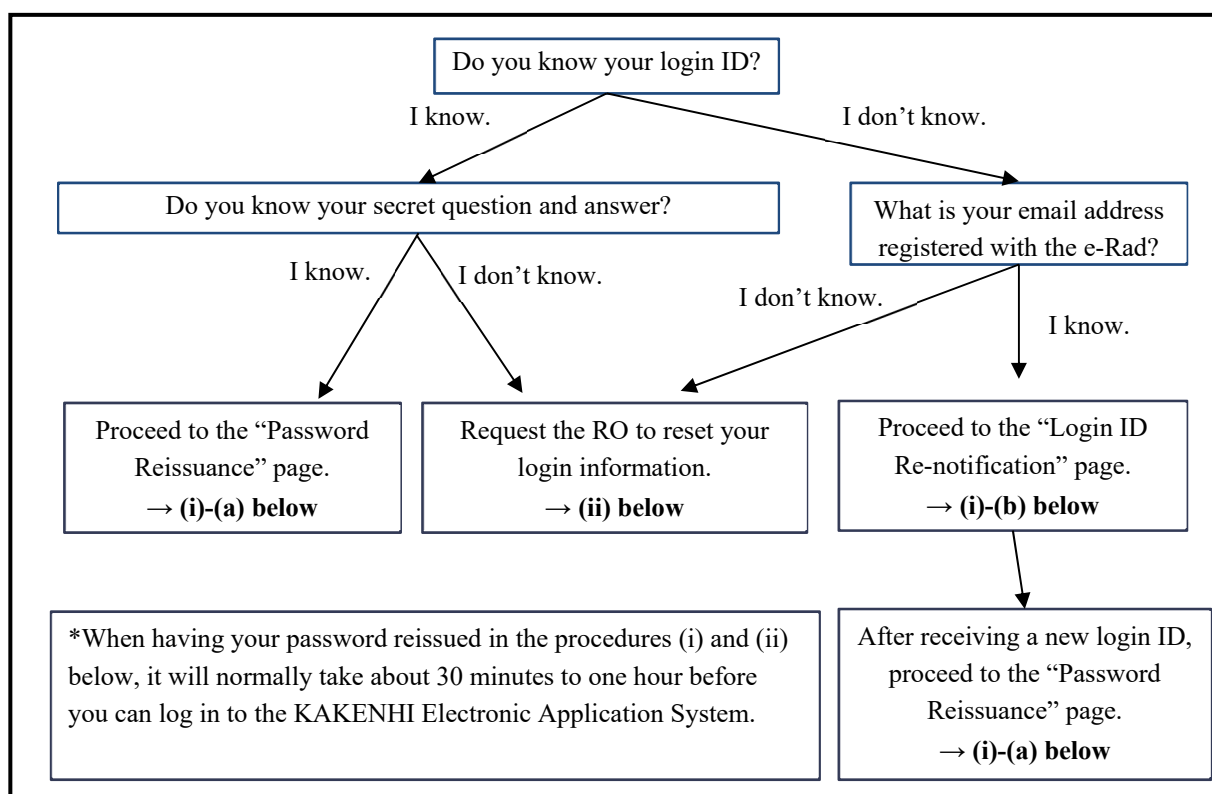 Do you know your login ID?
I know.
I don’t know.
Do you know your secret question and answer?
What is your email address
registered with the e-Rad?
I know.
I don’t know.
I don’t know.
I know.
Proceed to the “Password
Reissuance” page.
→ (i)-(a) below
Request the RO to reset your
login information.
→ (ii) below
Proceed to the “Login ID
Re-notification” page.
→ (i)-(b) below
*When having your password reissued in the procedures (i) and (ii)
below, it will normally take about 30 minutes to one hour before
you can log in to the KAKENHI Electronic Application System.
After receiving a new login ID,
proceed to the “Password
Reissuance” page.
→ (i)-(a) below